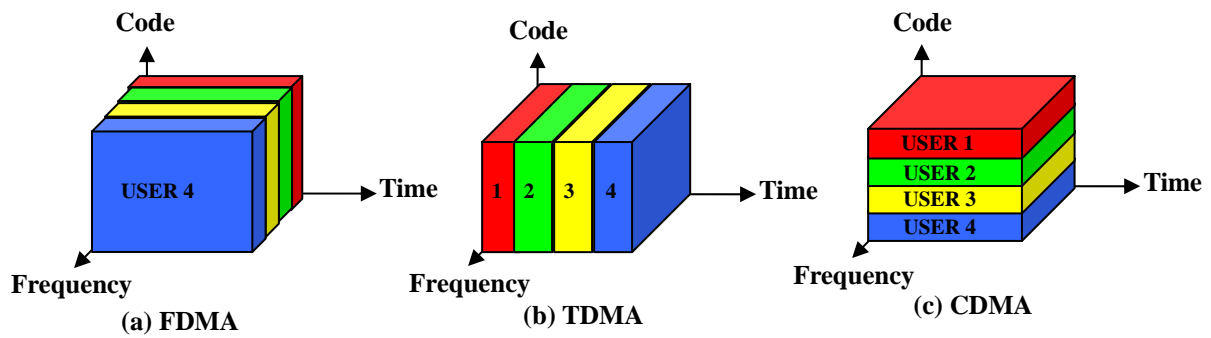 Code
USER 4
Time
Frequency
(a) FDMA
Code
1 2 3 4
Time
Frequency
(b) TDMA
Code
USER 1
USER 2
USER 3
USER 4
Time
Frequency
(c) CDMA